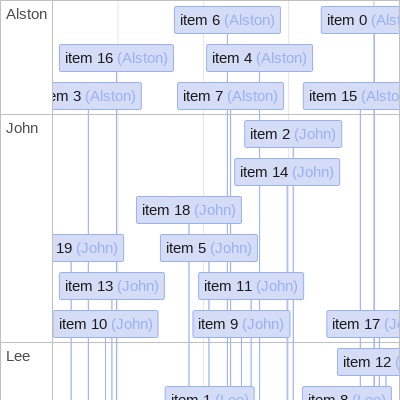 Alston
item 6 (Alston)
item 0 (Alst
item 16 (Alston)
item 4 (Alston)
em 3 (Alston)
item 7 (Alston)
item 15 (Alsto
John
item 2 (John)
item 14 (John)
item 18 (John)
19 (John)
item 5 (John)
item 13 (John)
item 11 (John)
item 10 (John)
item 9 (John)
item 17 (J
Lee
item 12 (
item 1 (Lee)
item 8 (Lee)